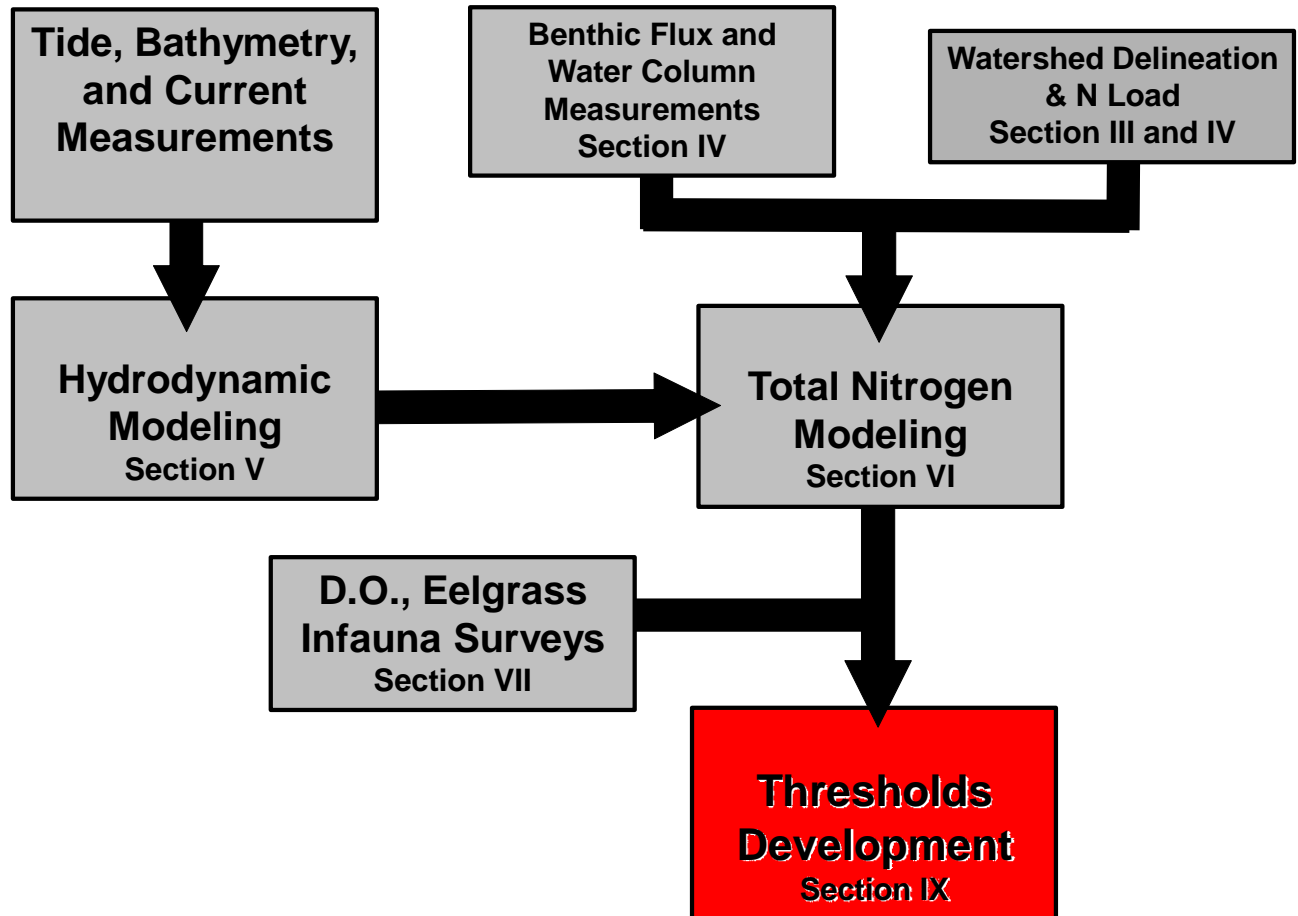 Tide, Bathymetry,
and Current
Measurements
Benthic Flux and
Water Column
Measurements
Section IV
Watershed Delineation
& N Load
Section III and IV
Hydrodynamic
Modeling
Section V
Total Nitrogen
Modeling
Section VI
D.O., Eelgrass
Infauna Surveys
Section VII
Thresholds
Development
Section IX